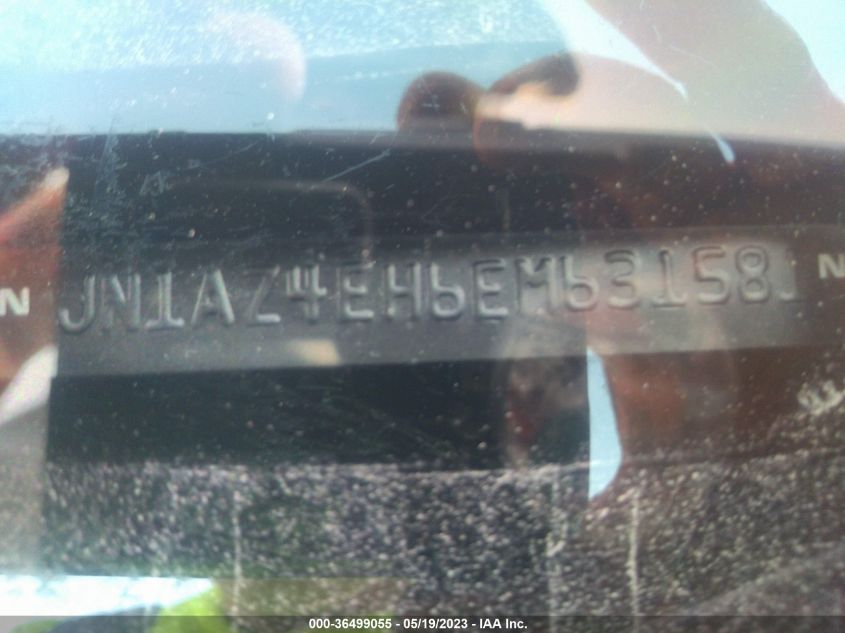 N JN1AZ4EH6EM631581 N
000-36499055 - 05/19/2023 - IAA Inc.